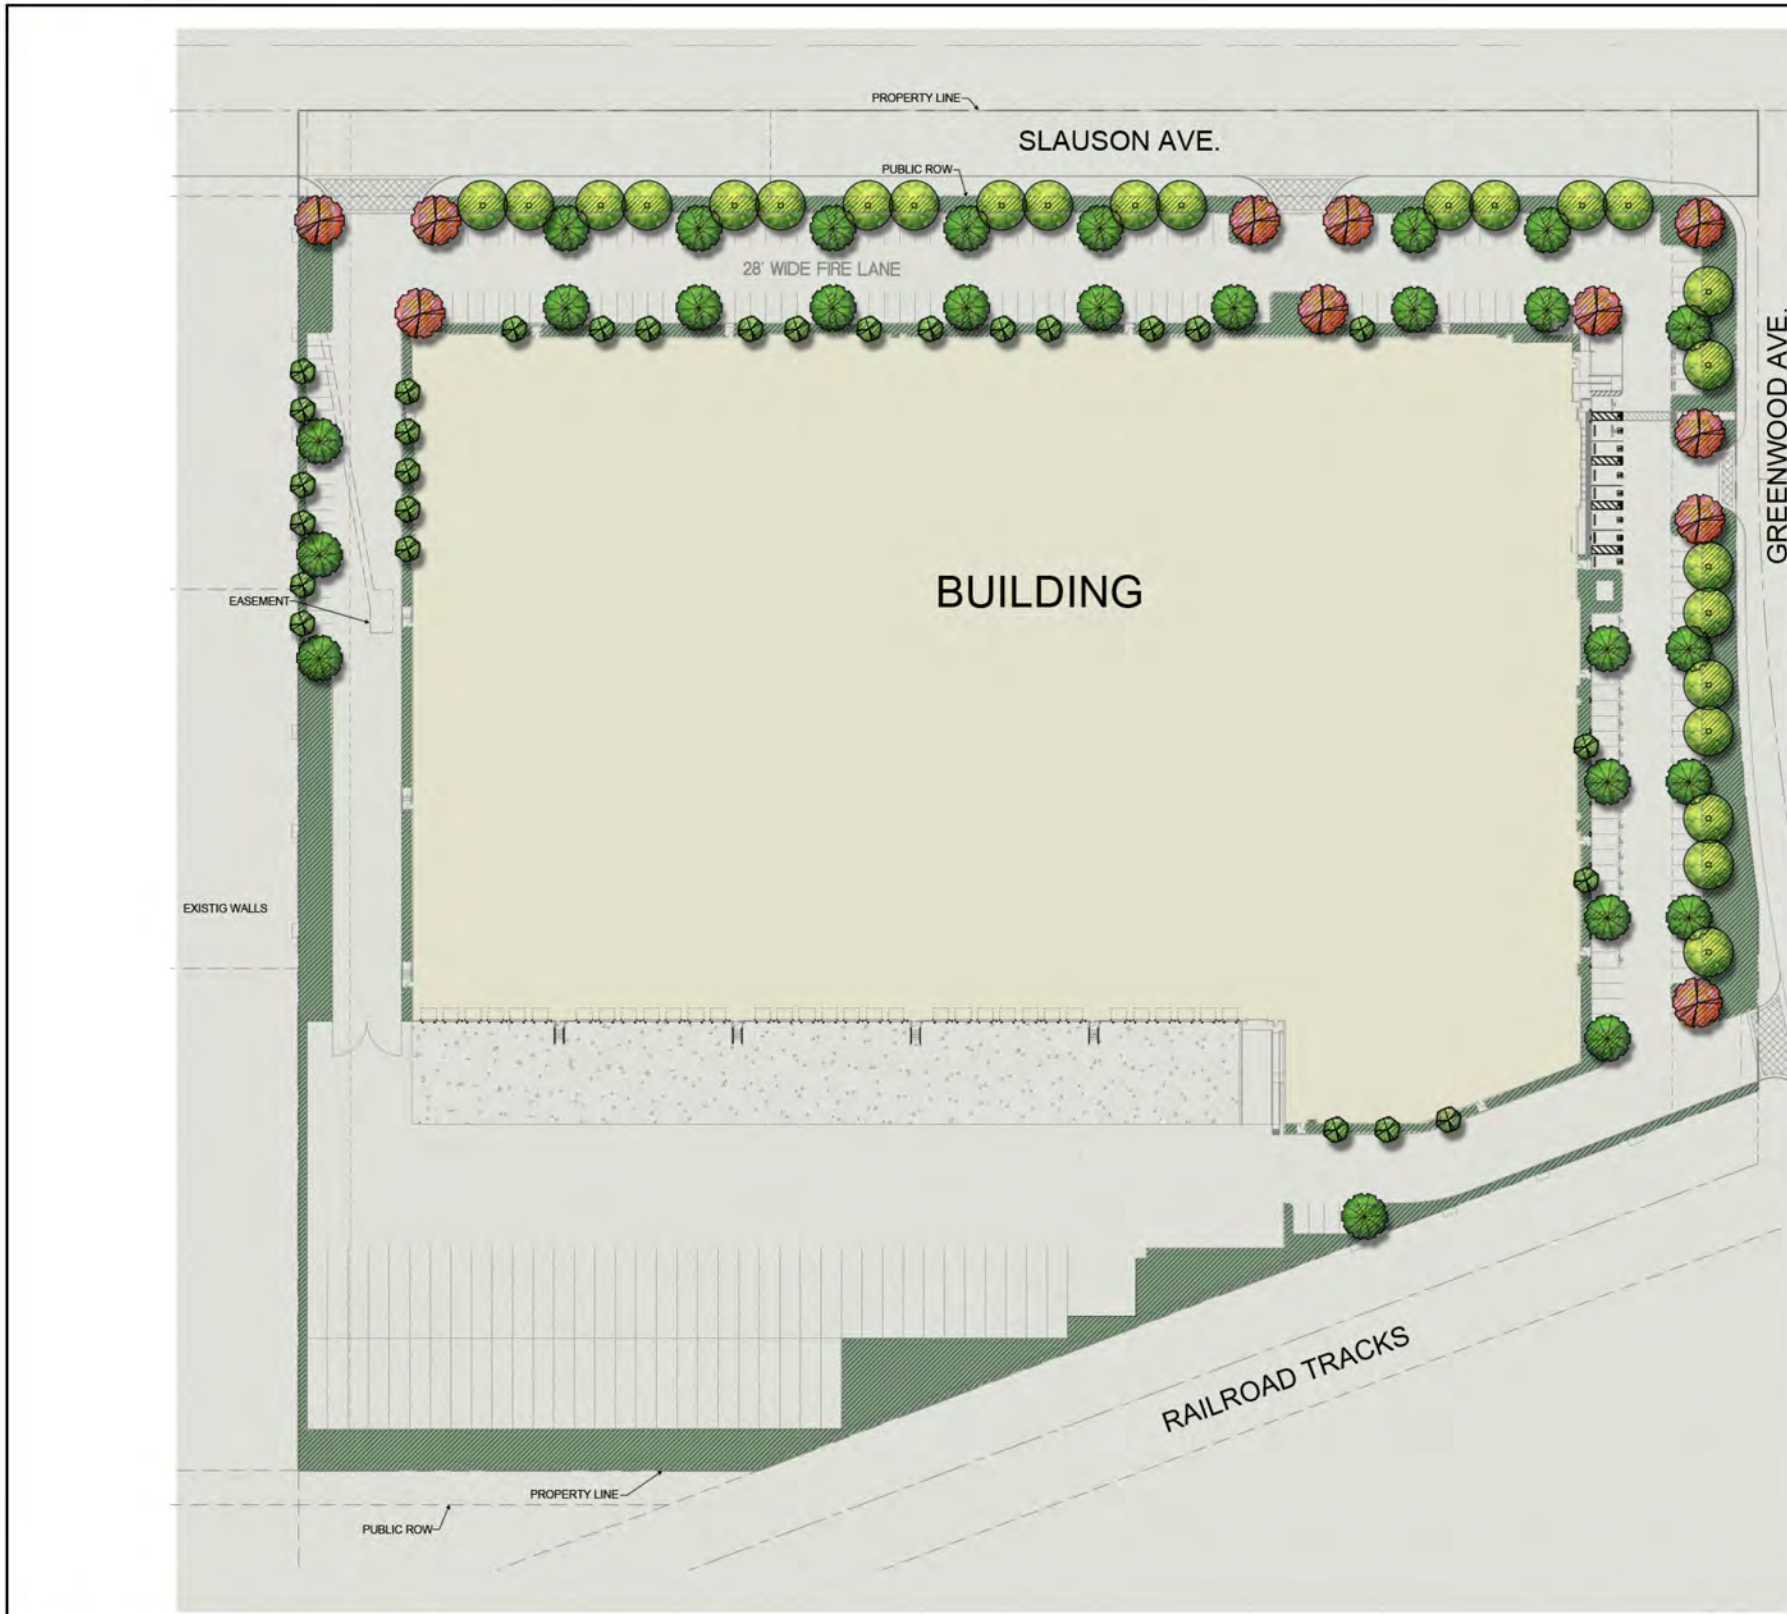 PROPERTY LINE
SLAUSON AVE.
PUBLIC ROW
28' WIDE FIRE LANE
GREENWOOD AVE.
BUILDING
EASEMENT
EXISTIG WALLS
RAILROAD TRACKS
PROPERTY LINE
PUBLIC ROW